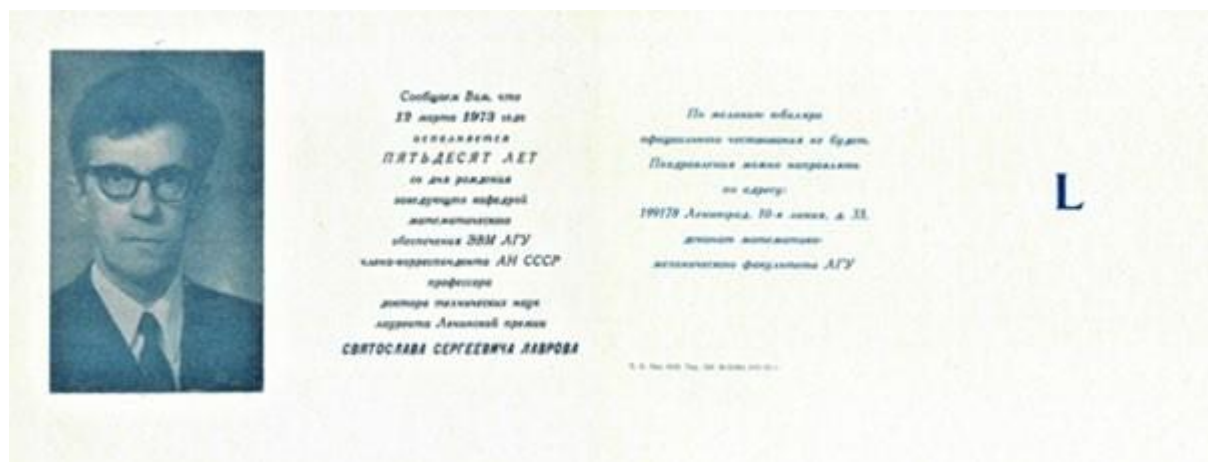 Сообщаем Вам, что
12 марта 1973 года
исполняется
ПЯТЬДЕСЯТ ЛЕТ
со дня рождения
заведующего кафедрой
математического
обеспечения ЭВМ ЛГУ
члена-корреспондента АН СССР
профессора
доктора технических наук
лауреата Ленинской премии
СВЯТОСЛАВА СЕРГЕЕВИЧА ЛАВРОВА
По желанию юбиляра
официального чествования не будет.
Поздравления можно направлять
по адресу:
199178 Ленинград, 10-я линия, д. 33,
деканат математико-
механического факультета ЛГУ
L